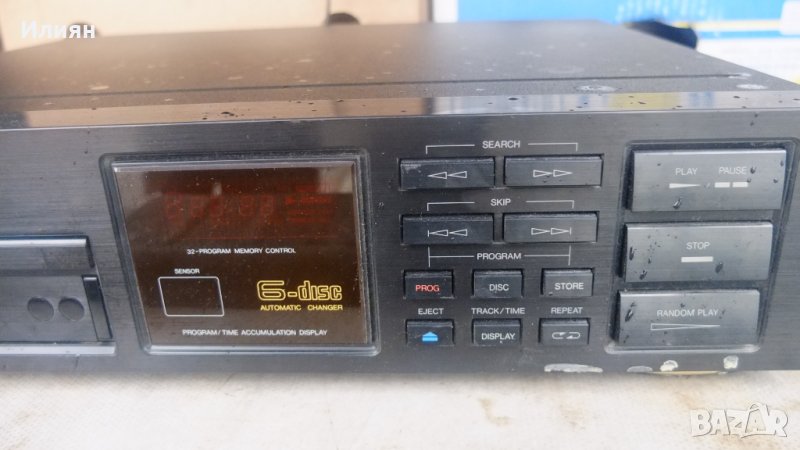 Илиян
SEARCH
SKIP
PROGRAM
PROG
DISC
STORE
EJECT
TRACK/TIME
REPEAT
DISPLAY
PLAY
PAUSE
STOP
RANDOM PLAY
32-PROGRAM MEMORY CONTROL
SENSOR
6-disc
AUTOMATIC CHANGER
PROGRAM/TIME ACCUMULATION DISPLAY
BAZAR